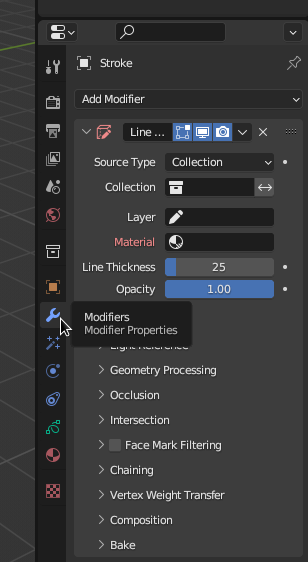 Stroke
Add Modifier
Line ...
Source Type Collection
Collection
Layer
Material
Line Thickness 25
Opacity 1.00
Modifiers
Modifier Properties
Light Reference
Geometry Processing
Occlusion
Intersection
Face Mark Filtering
Chaining
Vertex Weight Transfer
Composition
Bake